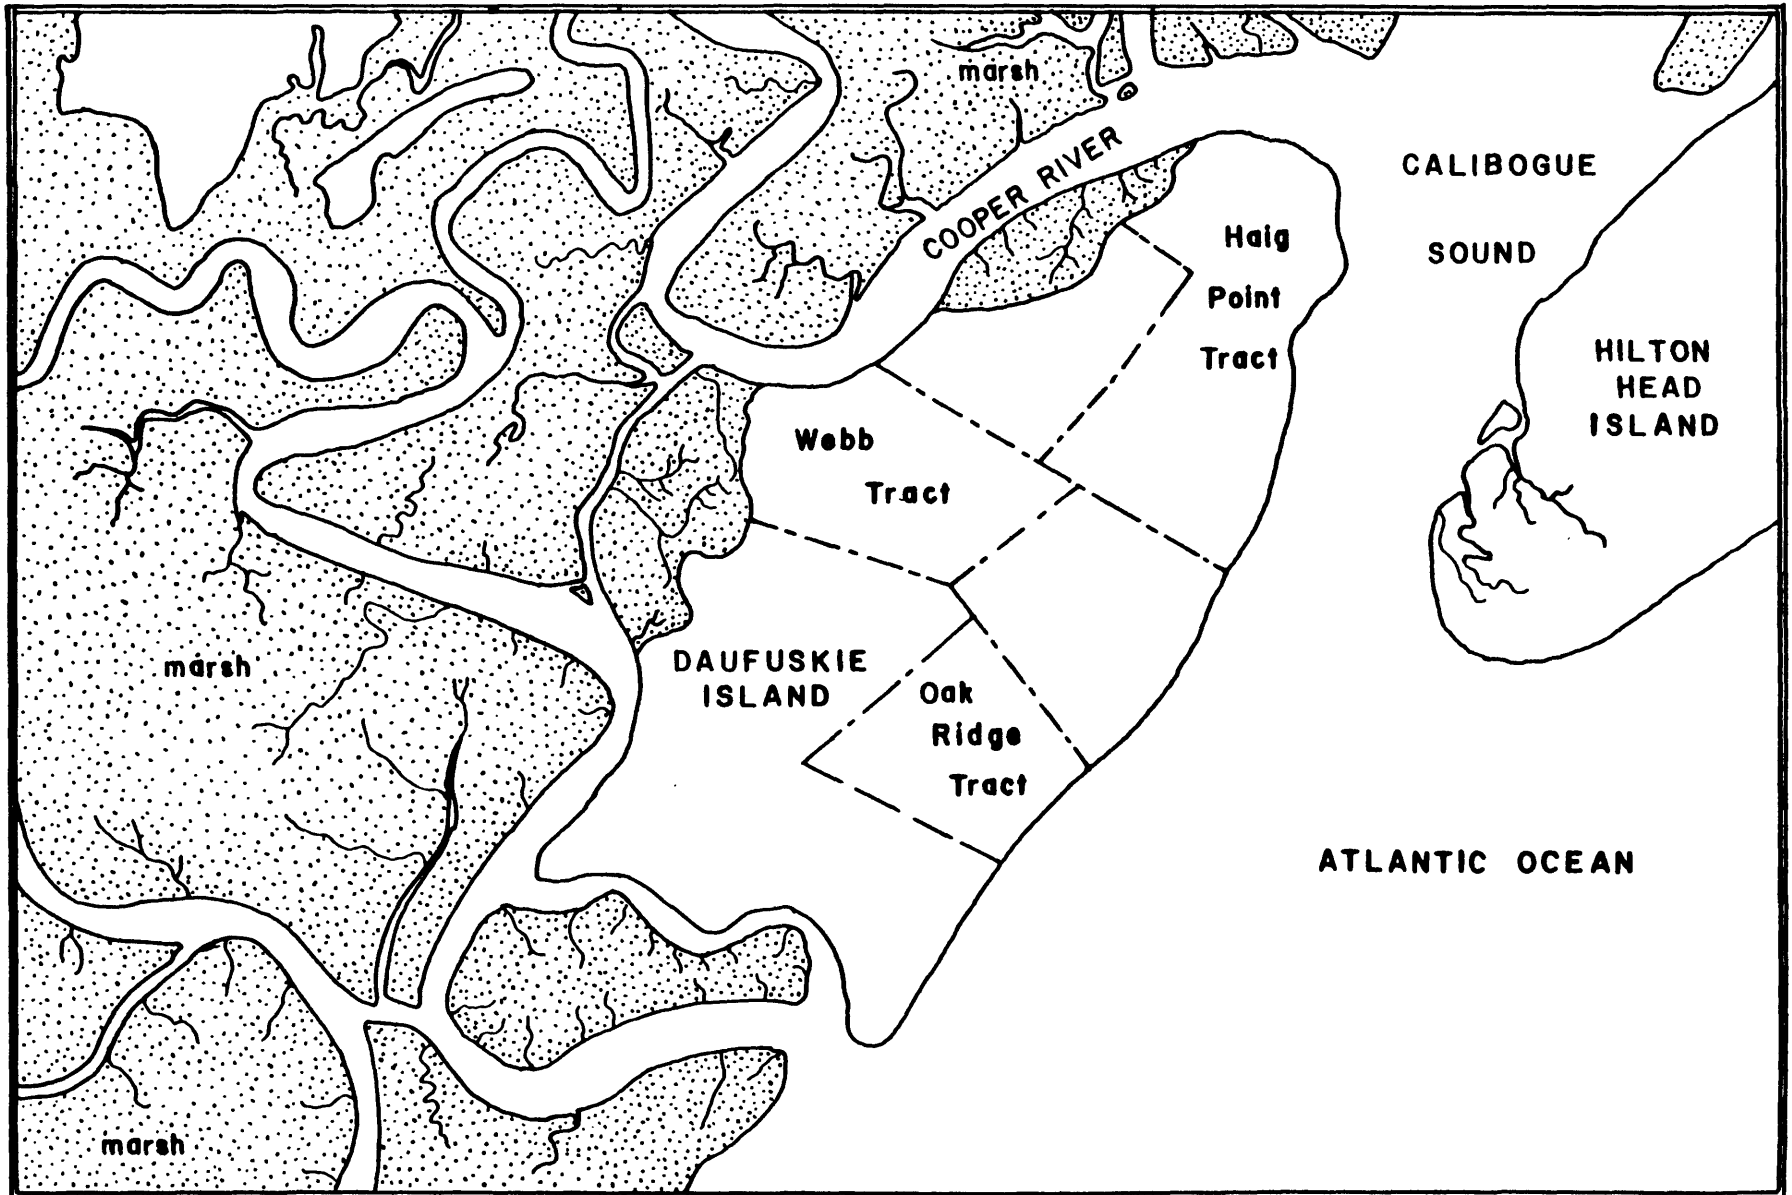 marsh
COOPER RIVER
CALIBOGUE
SOUND
Haig
Point
Tract
HILTON
HEAD
ISLAND
Webb
Tract
DAUFUSKIE
ISLAND
marsh
Oak
Ridge
Tract
ATLANTIC OCEAN
marsh